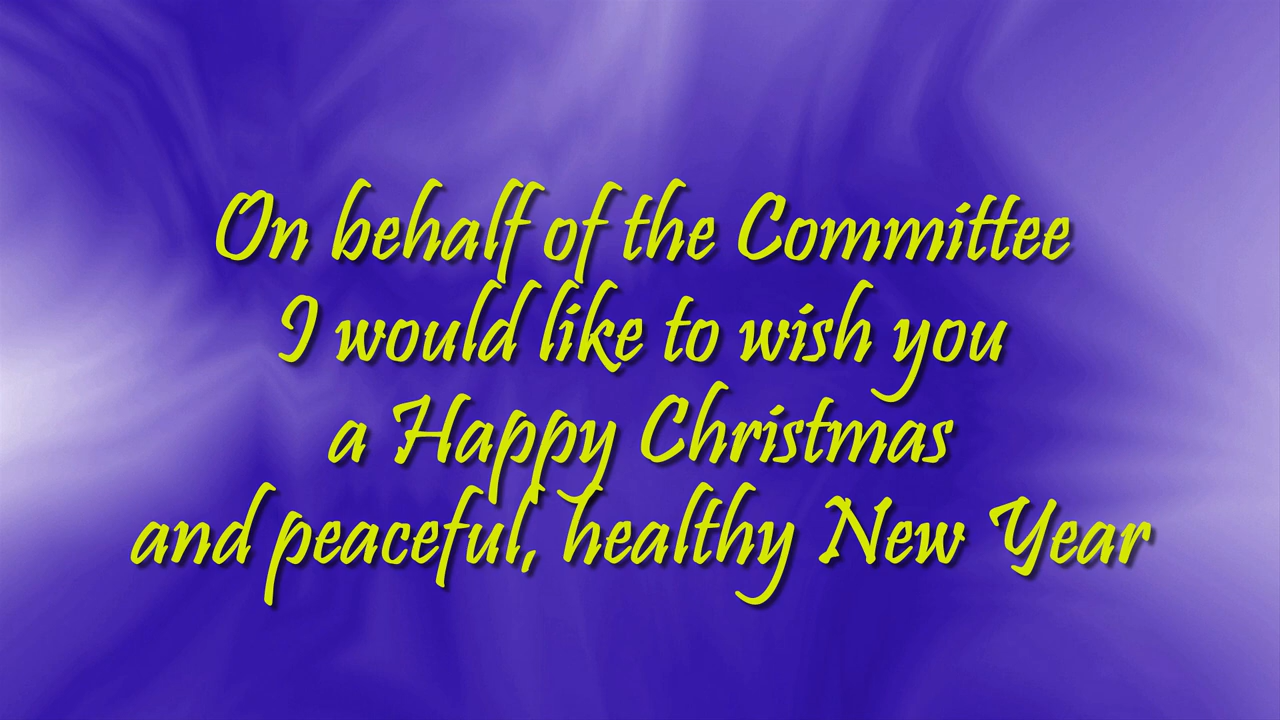 On behalf of the Committee
I would like to wish you
a Happy Christmas
and peaceful, healthy New Year